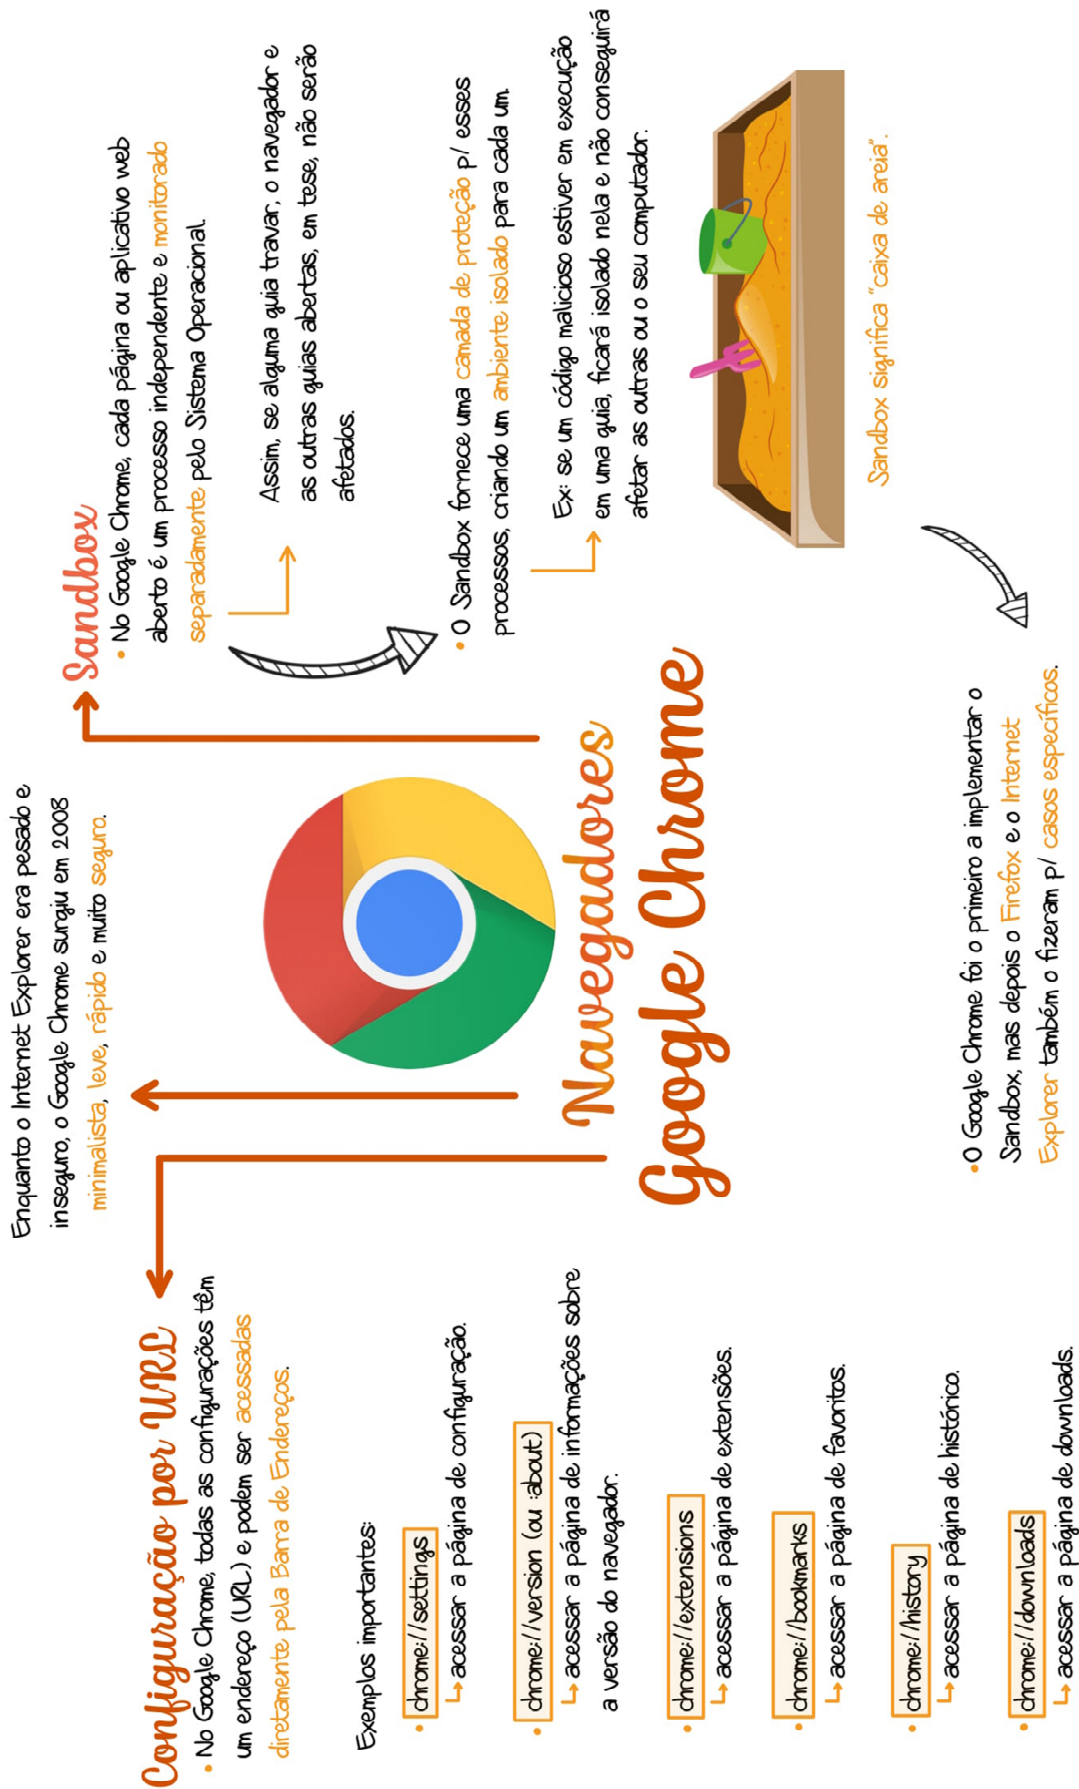 Enquanto o Internet Explorer era pesado e
inseguro, o Google Chrome surgiu em 2008
minimalista, leve, rápido e muito seguro.
Navegadores
Google Chrome
Configuração por URL
• No Google Chrome, todas as configurações têm
um endereço (URL) e podem ser acessadas
diretamente pela Barra de Endereços.
Exemplos importantes:
• chrome://settings
acessar a página de configuração.
• chrome://version (ou :about)
acessar a página de informações sobre
a versão do navegador.
• chrome://extensions
acessar a página de extensões.
• chrome://bookmarks
acessar a página de favoritos.
• chrome://history
acessar a página de histórico.
• chrome://downloads
acessar a página de downloads.
Sandbox
• No Google Chrome, cada página ou aplicativo web
aberto é um processo independente e monitorado
separadamente pelo Sistema Operacional.
Assim, se alguma guia travar, o navegador e
as outras guias abertas, em tese, não serão
afetados.
• O Sandbox fornece uma camada de proteção p/ esses
processos, criando um ambiente isolado para cada um.
Ex: se um código malicioso estiver em execução
em uma guia, ficará isolado nela e não conseguirá
afetar as outras ou o seu computador.
Sandbox significa "caixa de areia".
• O Google Chrome foi o primeiro a implementar o
Sandbox, mas depois o Firefox e o Internet
Explorer também o fizeram p/ casos específicos.